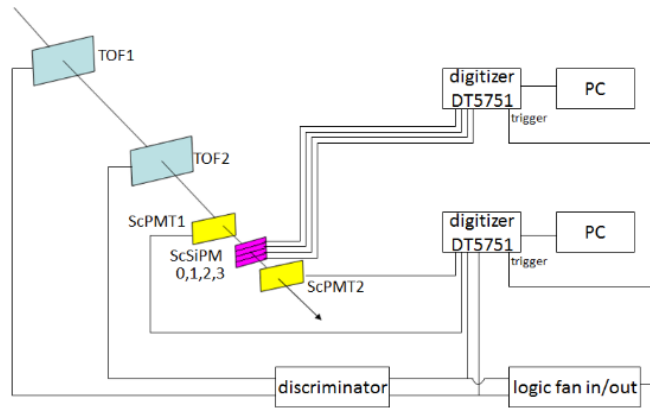 TOF1
digitizer
DT5751
PC
trigger
TOF2
ScPMT1
ScSiPM
0,1,2,3
digitizer
DT5751
PC
trigger
ScPMT2
discriminator
logic fan in/out